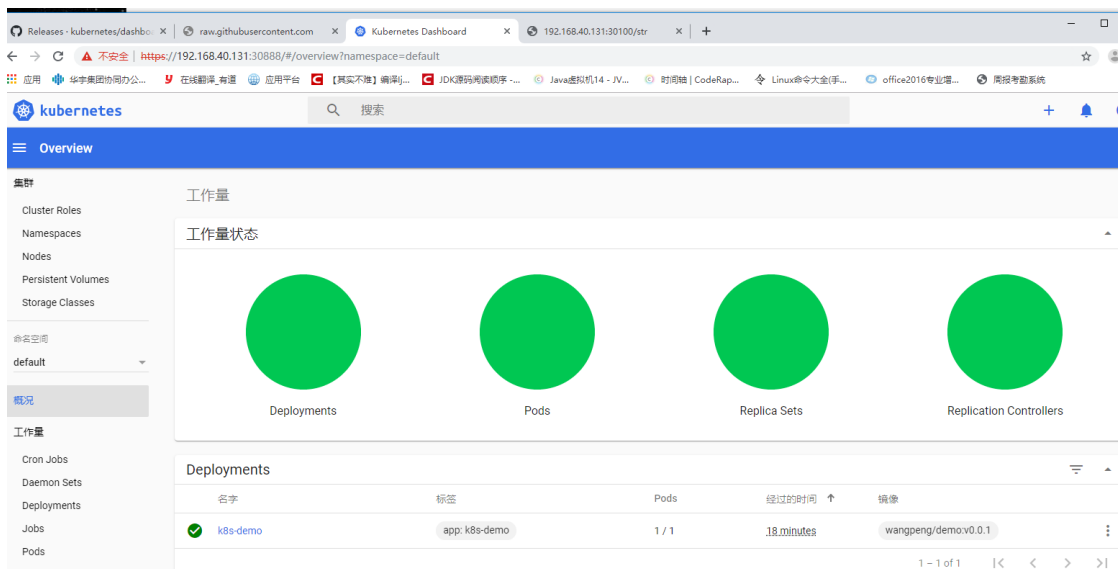 Releases · kubernetes/dashbo
raw.githubusercontent.com
Kubernetes Dashboard
192.168.40.131:30100/str
不安全 | https://192.168.40.131:30888/#/overview?namespace=default
应用 华宇集团协同办公... 在线翻译_有道 应用平台 【其实不难】编译lj... JDK源码阅读顺序 -... Java虚拟机14 - JV... 时间轴 | CodeRap... Linux命令大全(手... office2016专业增... 周报考勤系统
kubernetes
搜索
Overview
集群
Cluster Roles
Namespaces
Nodes
Persistent Volumes
Storage Classes
命名空间
default
概况
工作量
Cron Jobs
Daemon Sets
Deployments
Jobs
Pods
工作量
工作量状态
Deployments
Pods
Replica Sets
Replication Controllers
Deployments
名字 标签 Pods 经过的时间 镜像
k8s-demo app: k8s-demo 1 / 1 18 minutes wangpeng/demo:v0.0.1
1 – 1 of 1